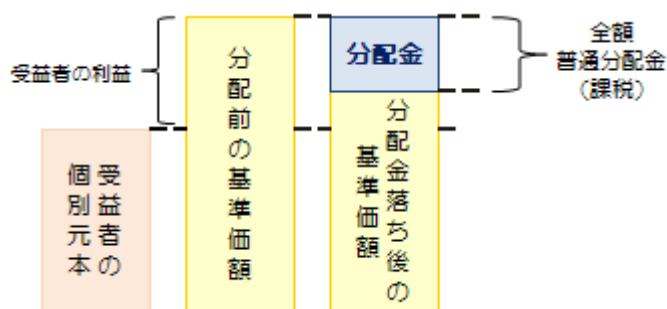 受益者の利益
受益者の
個別元本
分配前の基準価額
分配金
分配金落ち後の
基準価額
全額
普通分配金
(課税)